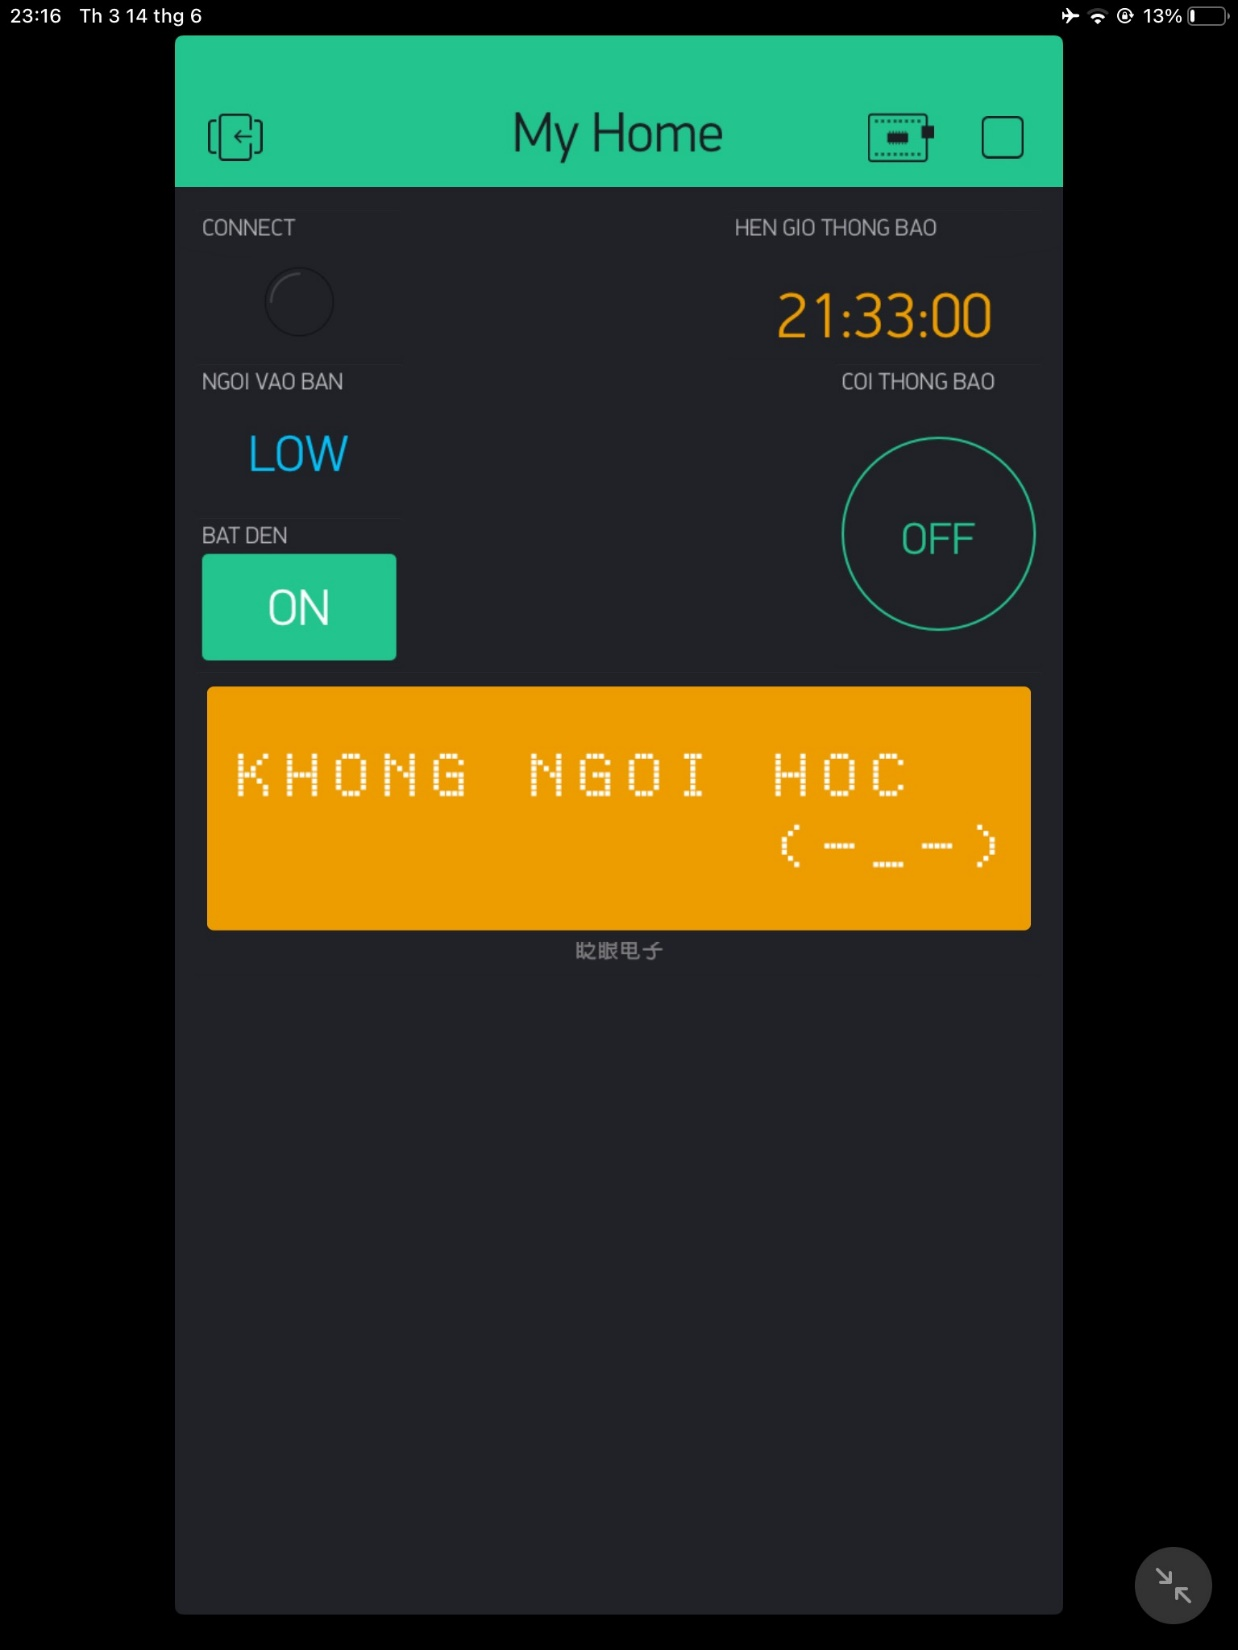 23:16 Th 3 14 thg 6 13%
My Home
CONNECT
HEN GIO THONG BAO
21:33:00
NGOI VAO BAN
COI THONG BAO
LOW
OFF
BAT DEN
ON
KHONG NGOI HOC
(-_-)
眨眼电子